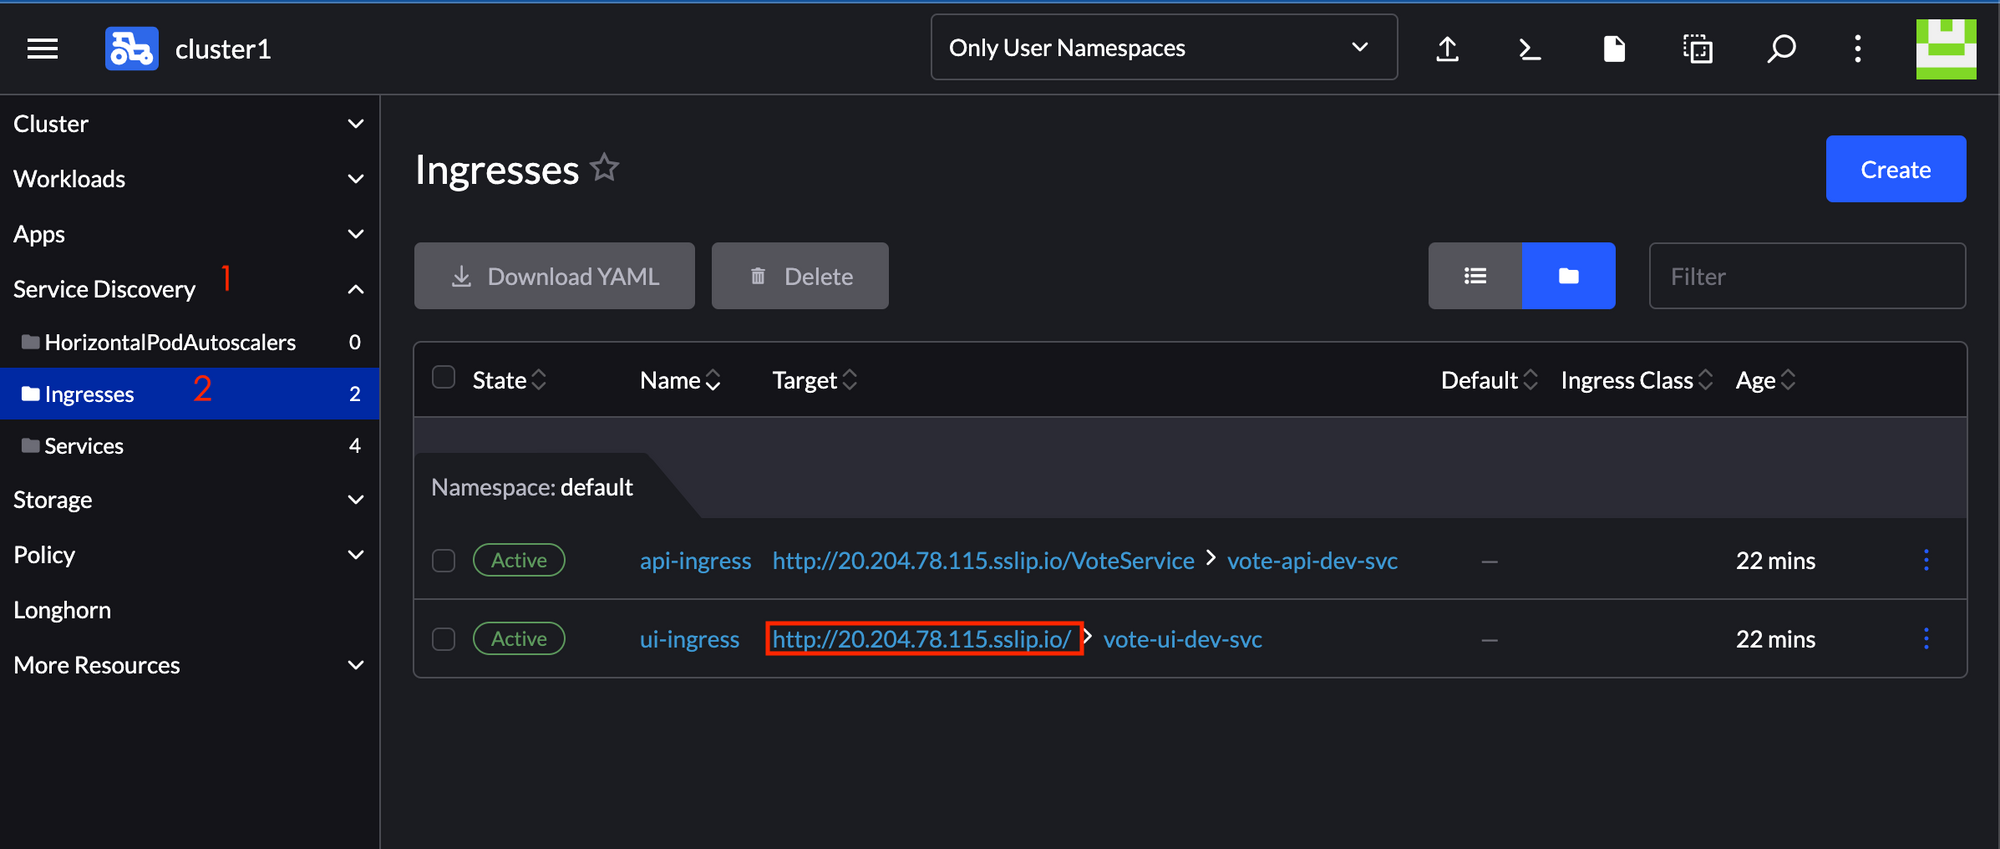 cluster1
Only User Namespaces
Cluster
Workloads
Apps
Service Discovery 1
HorizontalPodAutoscalers 0
Ingresses 2 2
Services 4
Storage
Policy
Longhorn
More Resources
Ingresses
Create
Download YAML Delete Filter
State Name Target Default Ingress Class Age
Namespace: default
Active api-ingress http://20.204.78.115.sslip.io/VoteService > vote-api-dev-svc — 22 mins
Active ui-ingress http://20.204.78.115.sslip.io/ > vote-ui-dev-svc — 22 mins